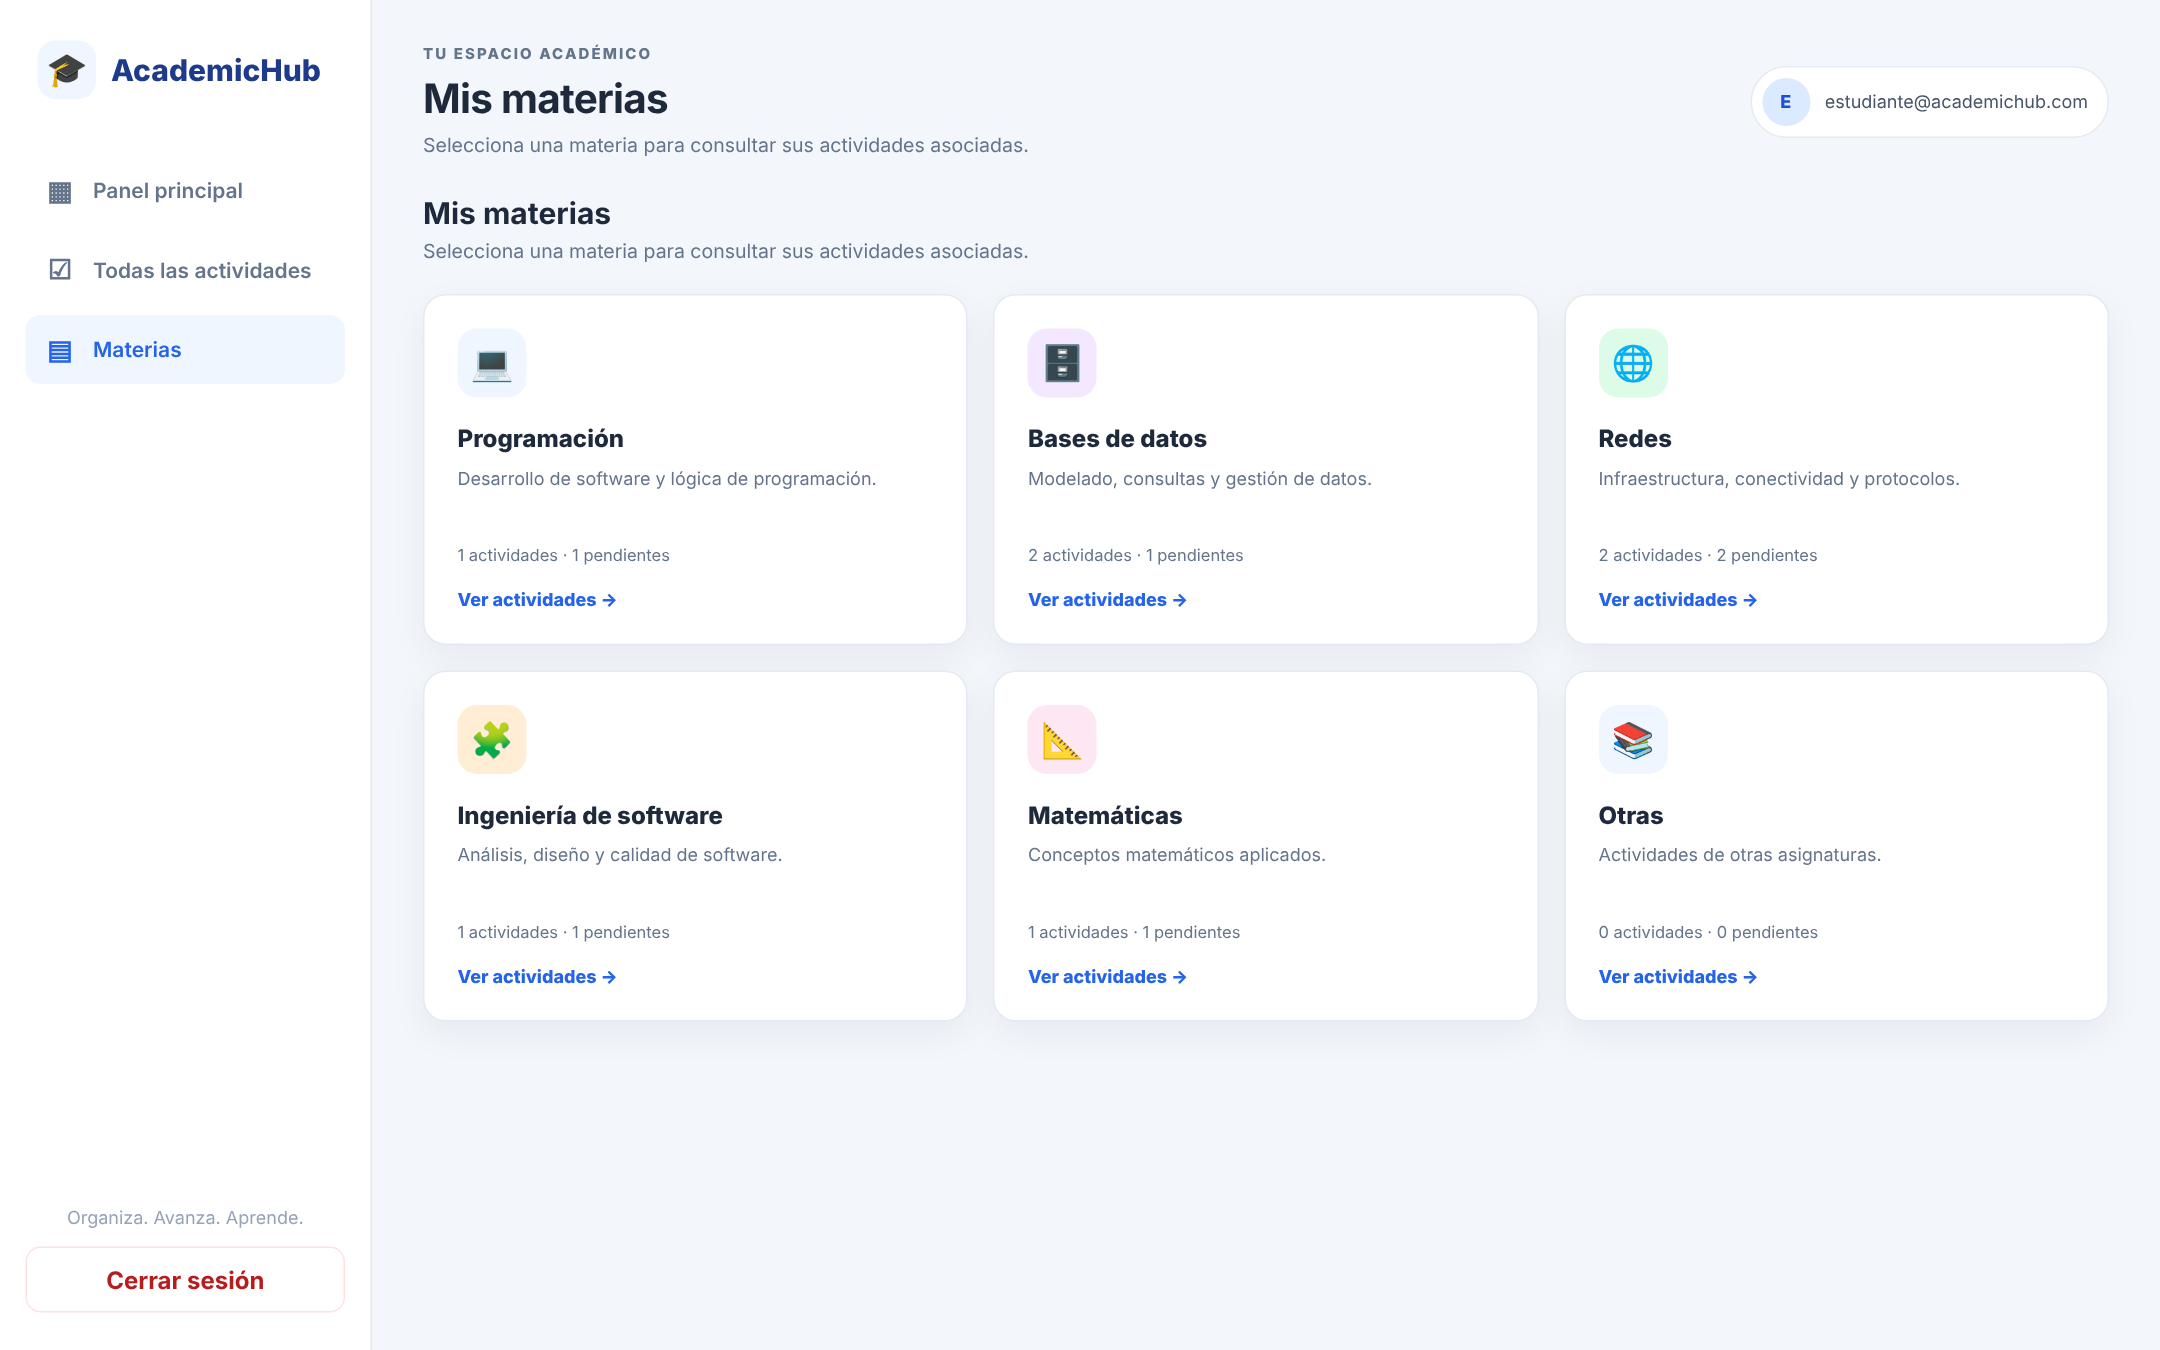 AcademicHub
Panel principal
Todas las actividades
Materias
Organiza. Avanza. Aprende.
Cerrar sesión
TU ESPACIO ACADÉMICO
Mis materias
Selecciona una materia para consultar sus actividades asociadas.
E estudiante@academichub.com
Mis materias
Selecciona una materia para consultar sus actividades asociadas.
Programación
Desarrollo de software y lógica de programación.
1 actividades · 1 pendientes
Ver actividades →
Bases de datos
Modelado, consultas y gestión de datos.
2 actividades · 1 pendientes
Ver actividades →
Redes
Infraestructura, conectividad y protocolos.
2 actividades · 2 pendientes
Ver actividades →
Ingeniería de software
Análisis, diseño y calidad de software.
1 actividades · 1 pendientes
Ver actividades →
Matemáticas
Conceptos matemáticos aplicados.
1 actividades · 1 pendientes
Ver actividades →
Otras
Actividades de otras asignaturas.
0 actividades · 0 pendientes
Ver actividades →